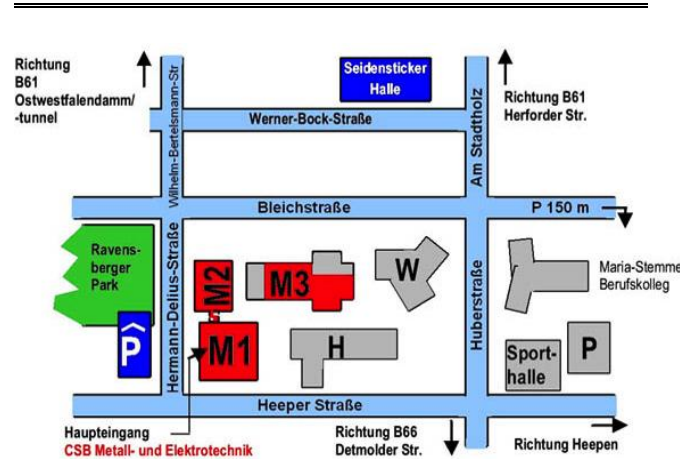 Richtung
B61
Ostwestfalendamm/
-tunnel
Wilhelm-Bertelsmann-Str
Seidensticker
Halle
Am Stadtholz
Richtung B61
Herforder Str.
Werner-Bock-Straße
Bleichstraße
P 150 m
Ravens-
berger
Park
P
Hermann-Delius-Straße
M2
M3
W
M1
H
Huberstraße
Maria-Stemme
Berufskolleg
Sport-
halle
P
Heeper Straße
Haupteingang
CSB Metall- und Elektrotechnik
Richtung B66
Detmolder Str.
Richtung Heepen